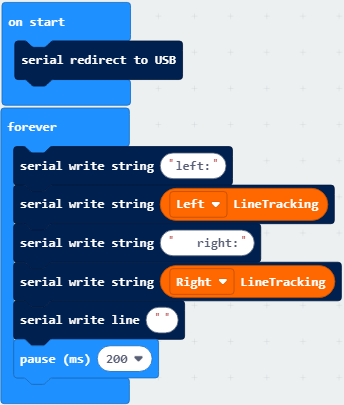 on start
serial redirect to USB
forever
serial write string "left:"
serial write string Left LineTracking
serial write string "   right:"
serial write string Right LineTracking
serial write line " "
pause (ms) 200